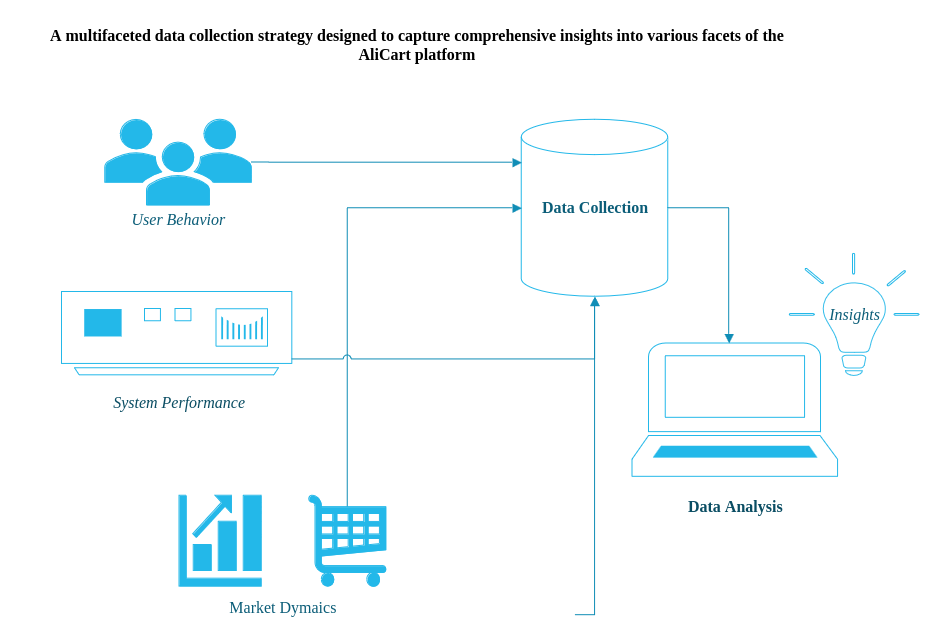 A multifaceted data collection strategy designed to capture comprehensive insights into various facets of the
AliCart platform
User Behavior
Data Collection
Insights
System Performance
Data Analysis
Market Dymaics